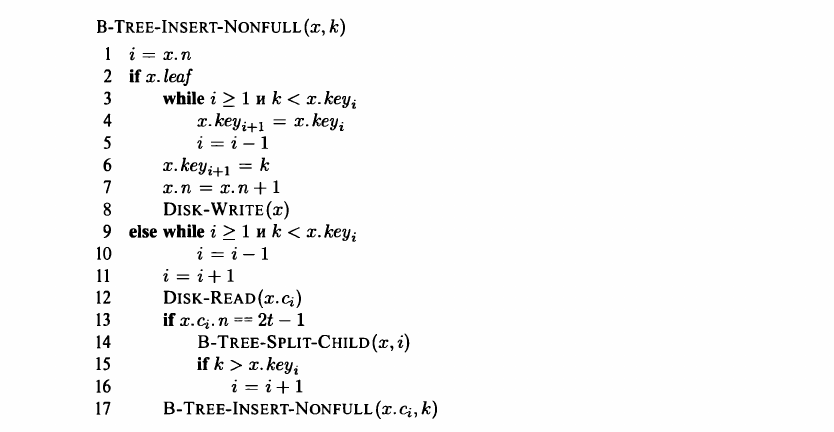 B-TREE-INSERT-NONFULL(x, k)
1 i = x.n
2 if x.leaf
3 while i ≥ 1 и k < x.key_i
4 x.key_{i+1} = x.key_i
5 i = i − 1
6 x.key_{i+1} = k
7 x.n = x.n + 1
8 DISK-WRITE(x)
9 else while i ≥ 1 и k < x.key_i
10 i = i − 1
11 i = i + 1
12 DISK-READ(x.c_i)
13 if x.c_i.n == 2t − 1
14 B-TREE-SPLIT-CHILD(x, i)
15 if k > x.key_i
16 i = i + 1
17 B-TREE-INSERT-NONFULL(x.c_i, k)